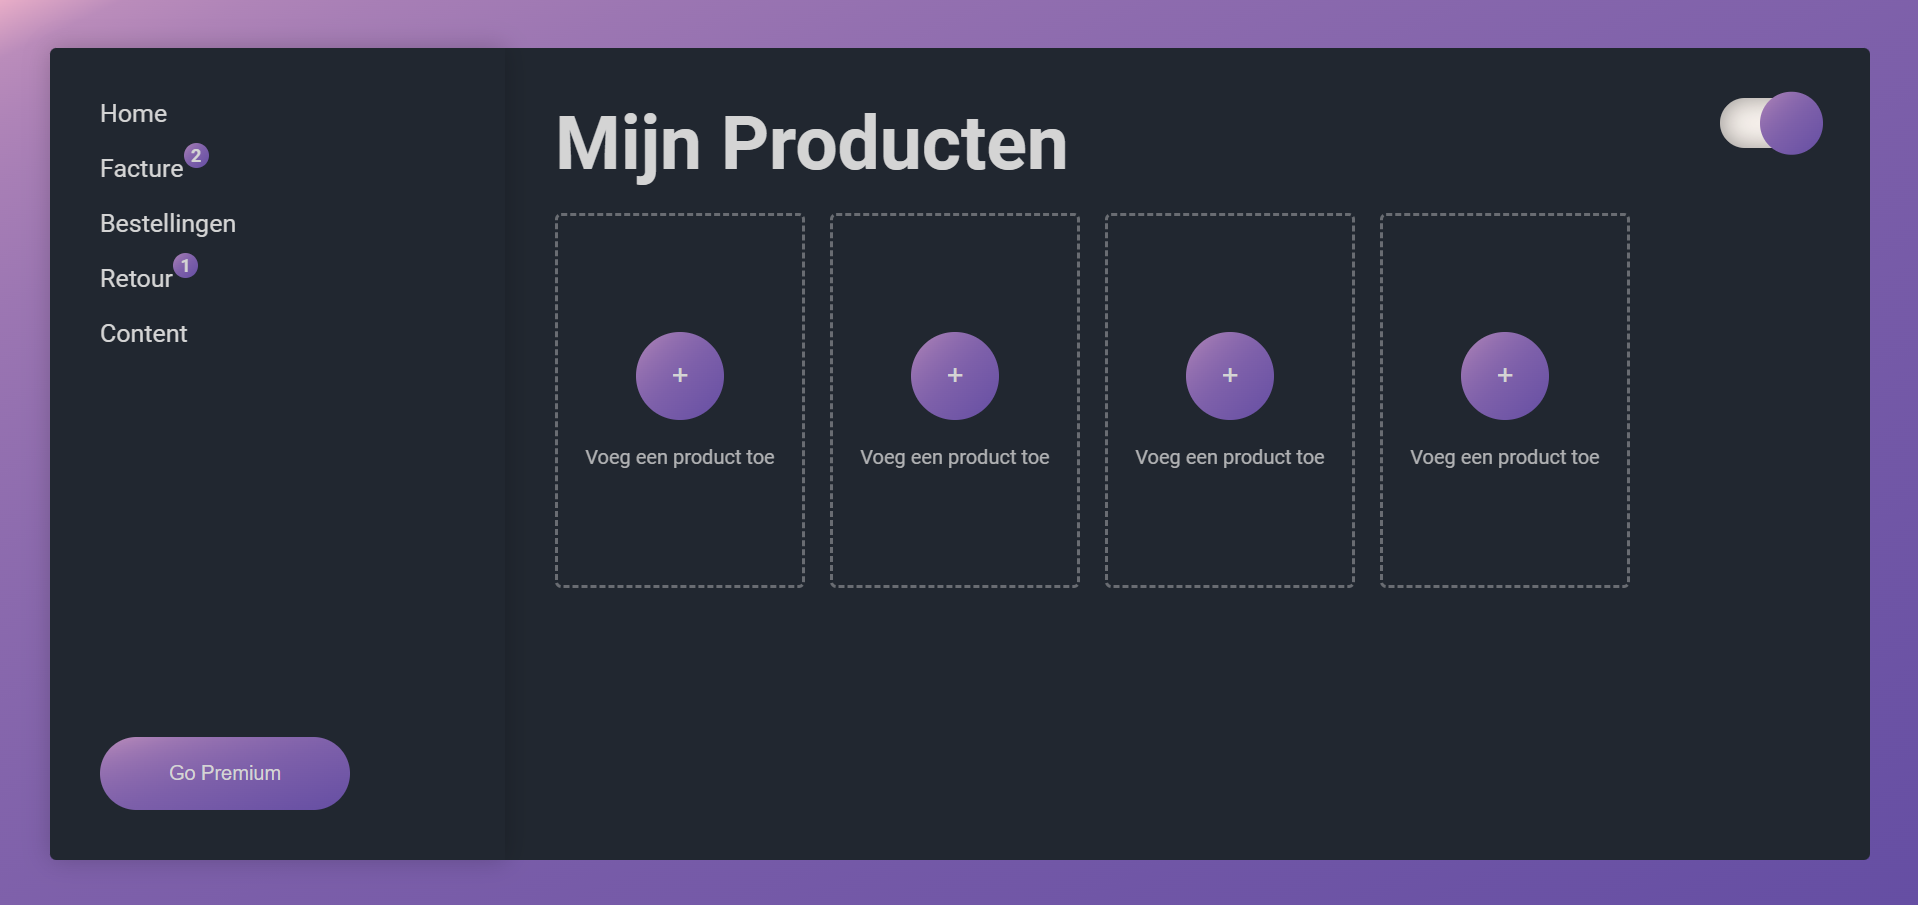 Home
Facture 2
Bestellingen
Retour 1
Content
Go Premium
Mijn Producten
+
Voeg een product toe
+
Voeg een product toe
+
Voeg een product toe
+
Voeg een product toe